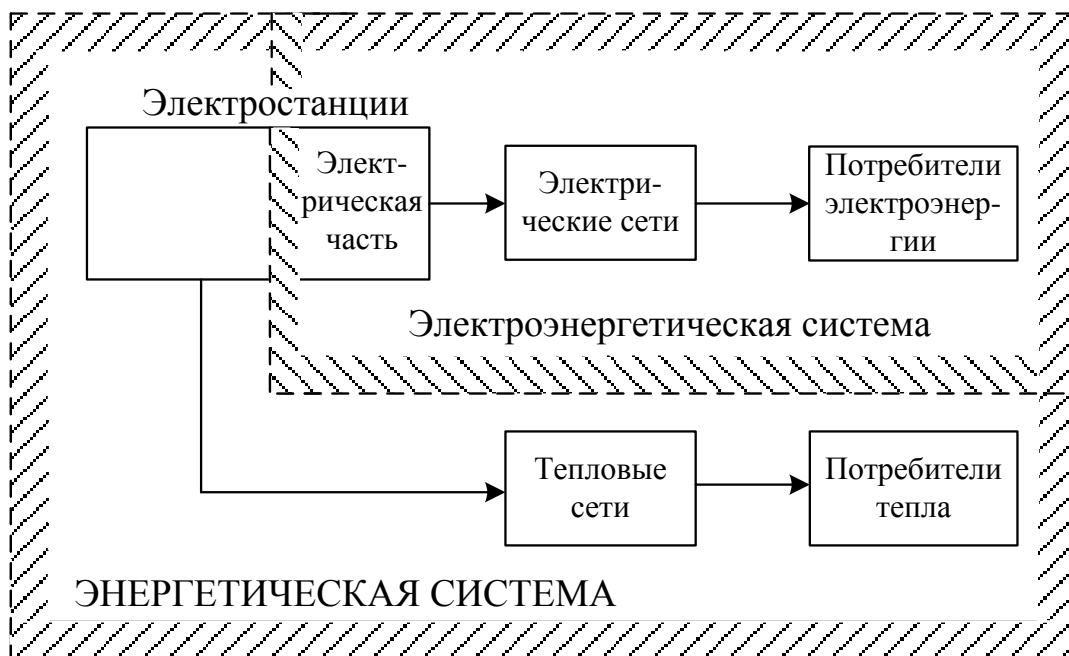 Электростанции
Элект-
рическая
часть
Электри-
ческие сети
Потребители
электроэнер-
гии
Электроэнергетическая система
Тепловые
сети
Потребители
тепла
ЭНЕРГЕТИЧЕСКАЯ СИСТЕМА